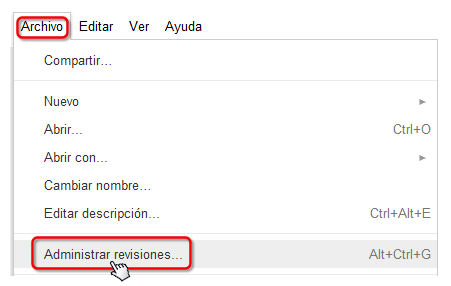 Archivo Editar Ver Ayuda
Compartir...
Nuevo ►
Abrir... Ctrl+O
Abrir con... ►
Cambiar nombre...
Editar descripción... Ctrl+Alt+E
Administrar revisiones... Alt+Ctrl+G